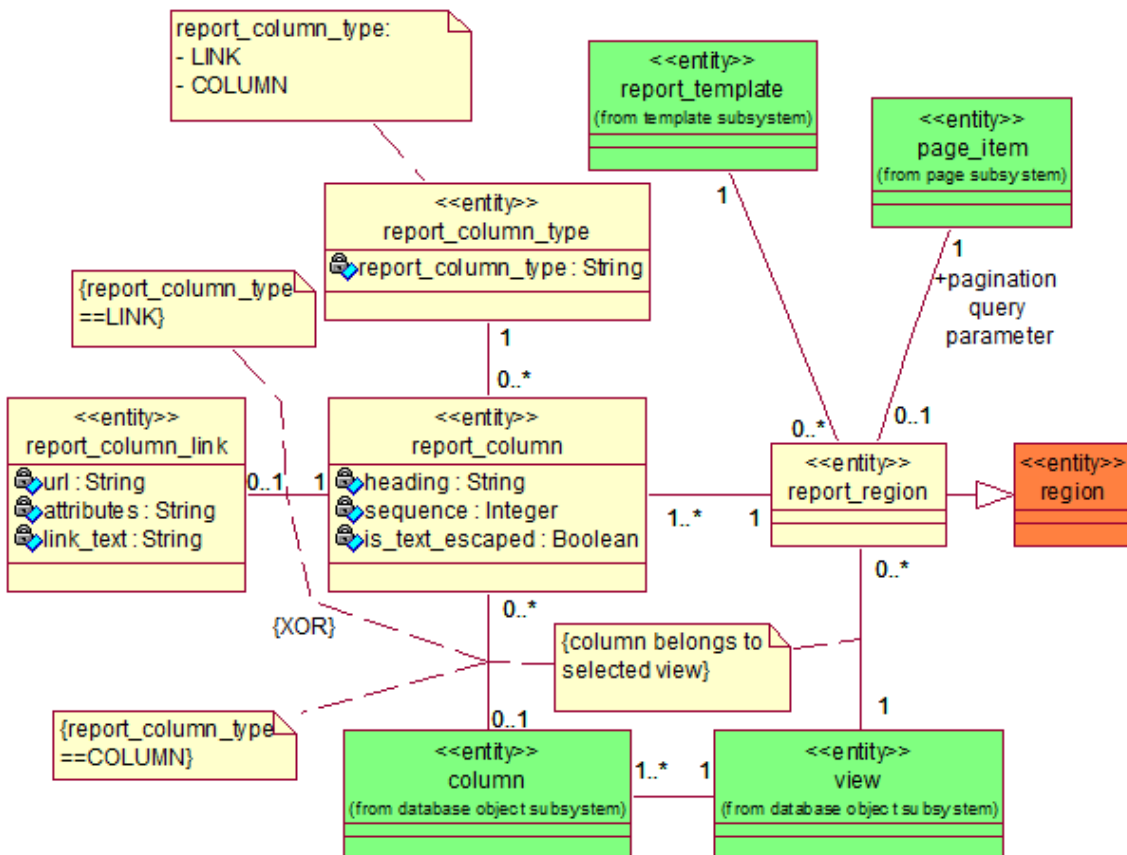 report_column_type:
- LINK
- COLUMN
<<entity>>
report_template
(from template subsystem)
<<entity>>
page_item
(from page subsystem)
1
1
+pagination
query
parameter
<<entity>>
report_column_type
report_column_type : String
{report_column_type
==LINK}
1
0..*
0..*
0..1
<<entity>>
report_column_link
url : String
attributes : String
link_text : String
0..1
1
<<entity>>
report_column
heading : String
sequence : Integer
is_text_escaped : Boolean
1..*
1
<<entity>>
report_region
<<entity>>
region
0..*
0..*
{XOR}
{column belongs to
selected view}
{report_column_type
==COLUMN}
0..1
1
<<entity>>
column
(from database object subsystem)
1..*
1
<<entity>>
view
(from database object subsystem)